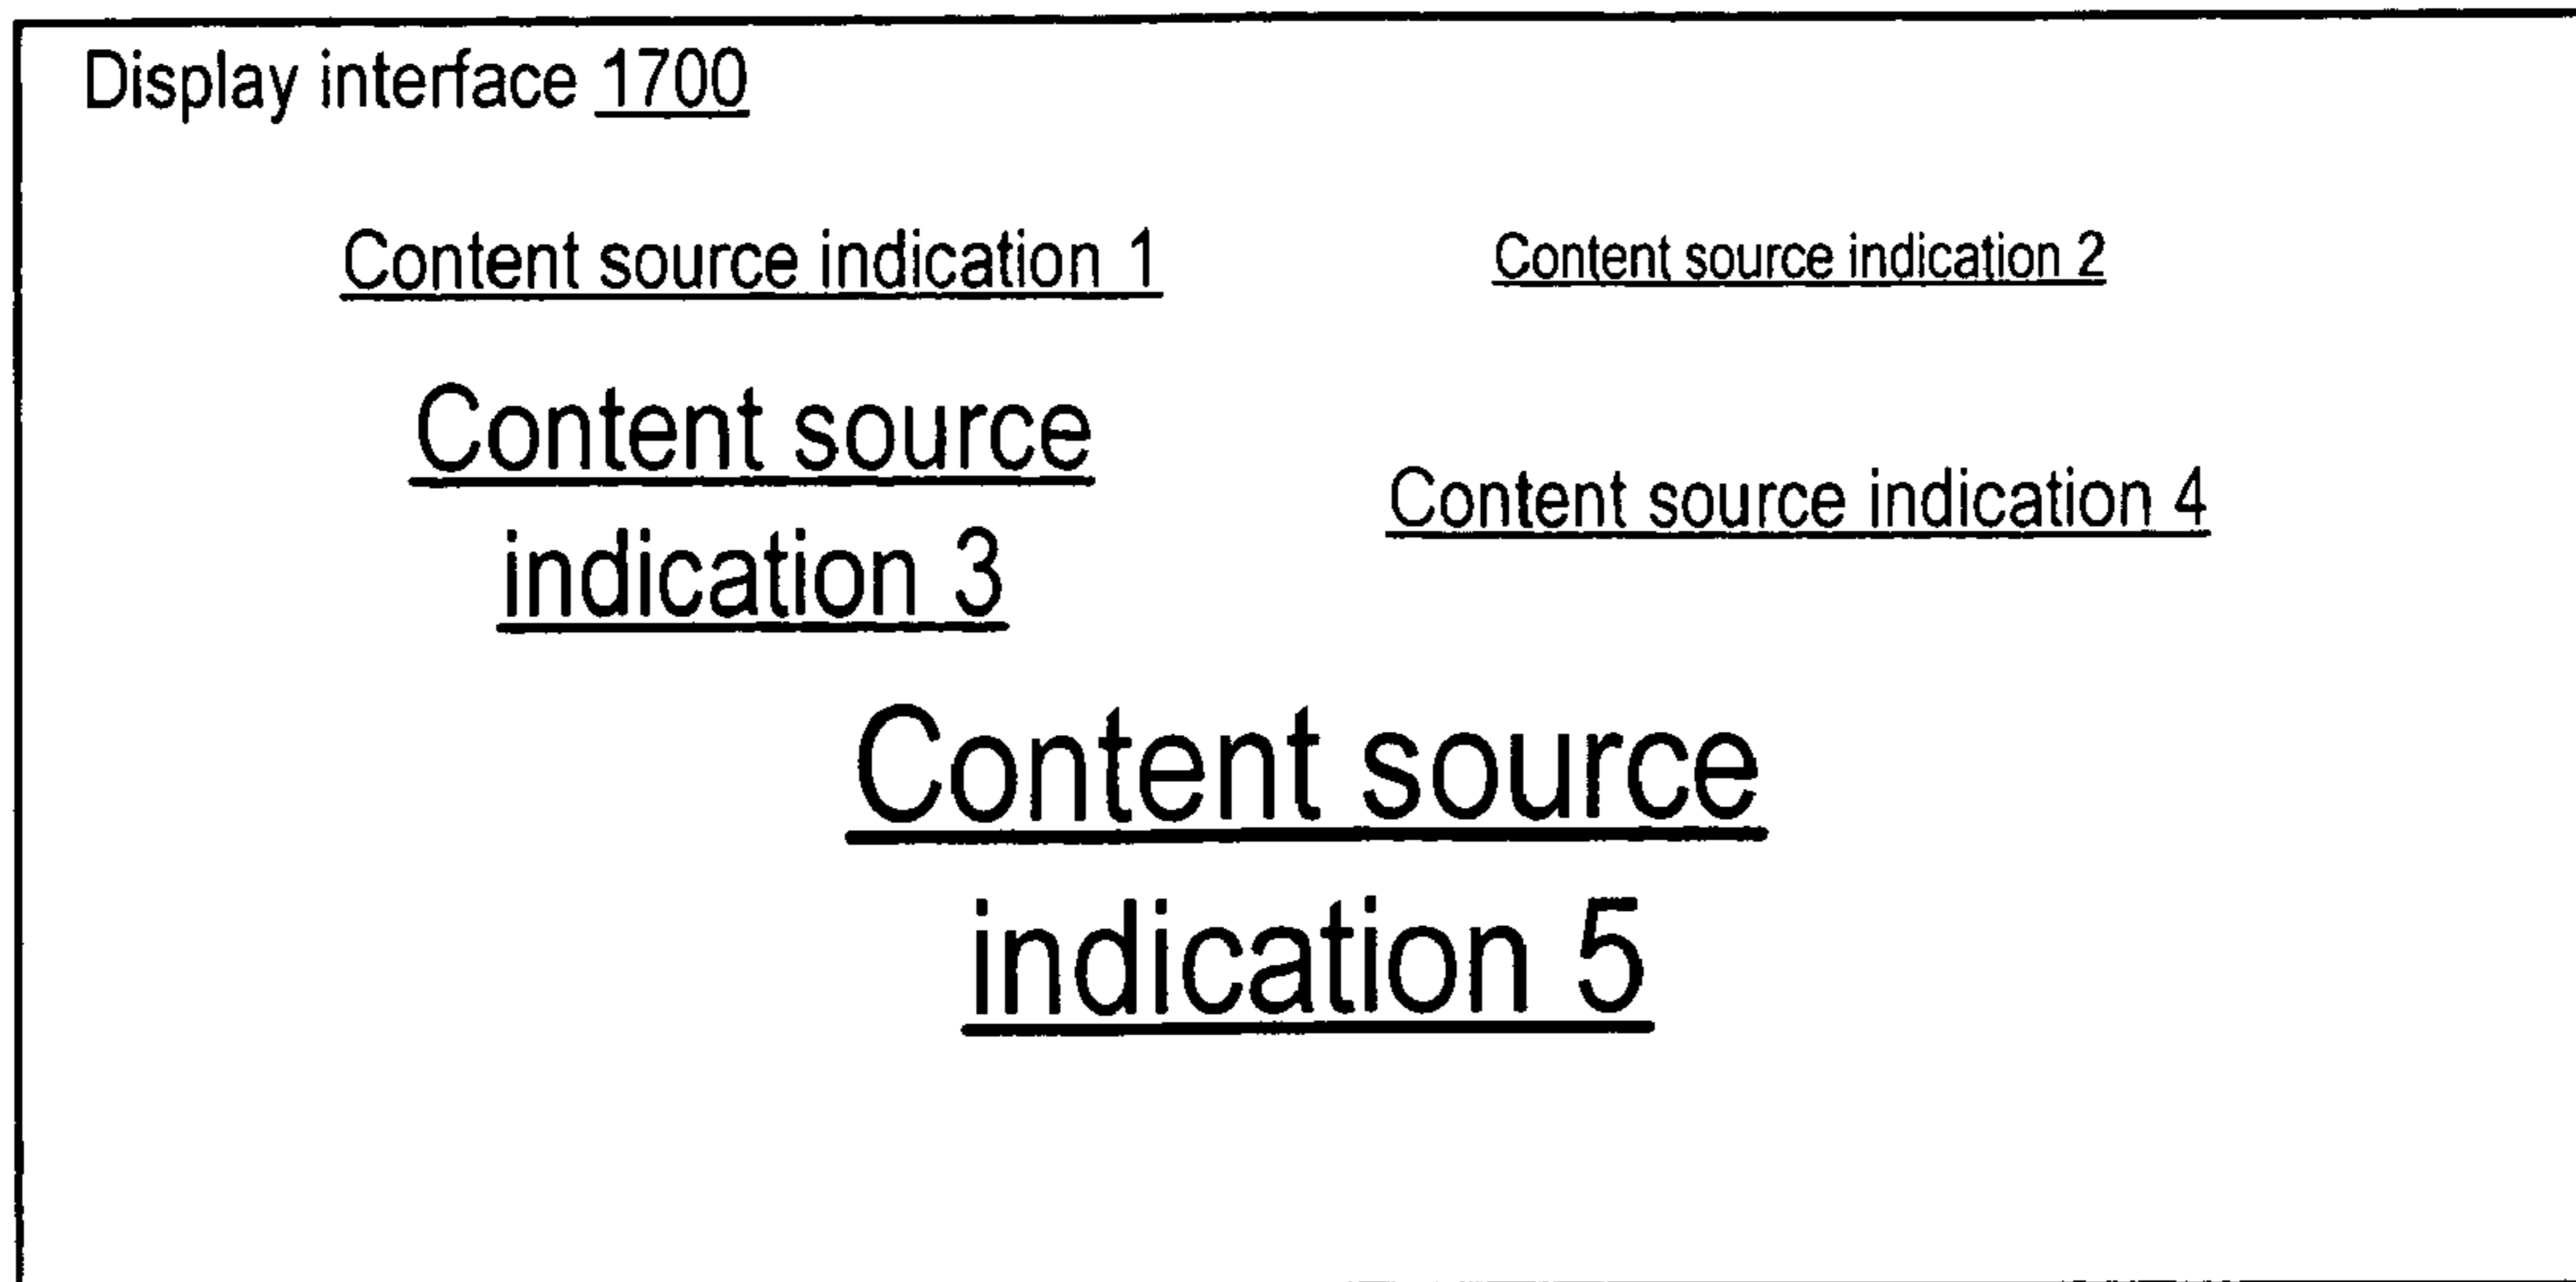 Display interface 1700
Content source indication 1
Content source indication 2
Content source
indication 3
Content source indication 4
Content source
indication 5